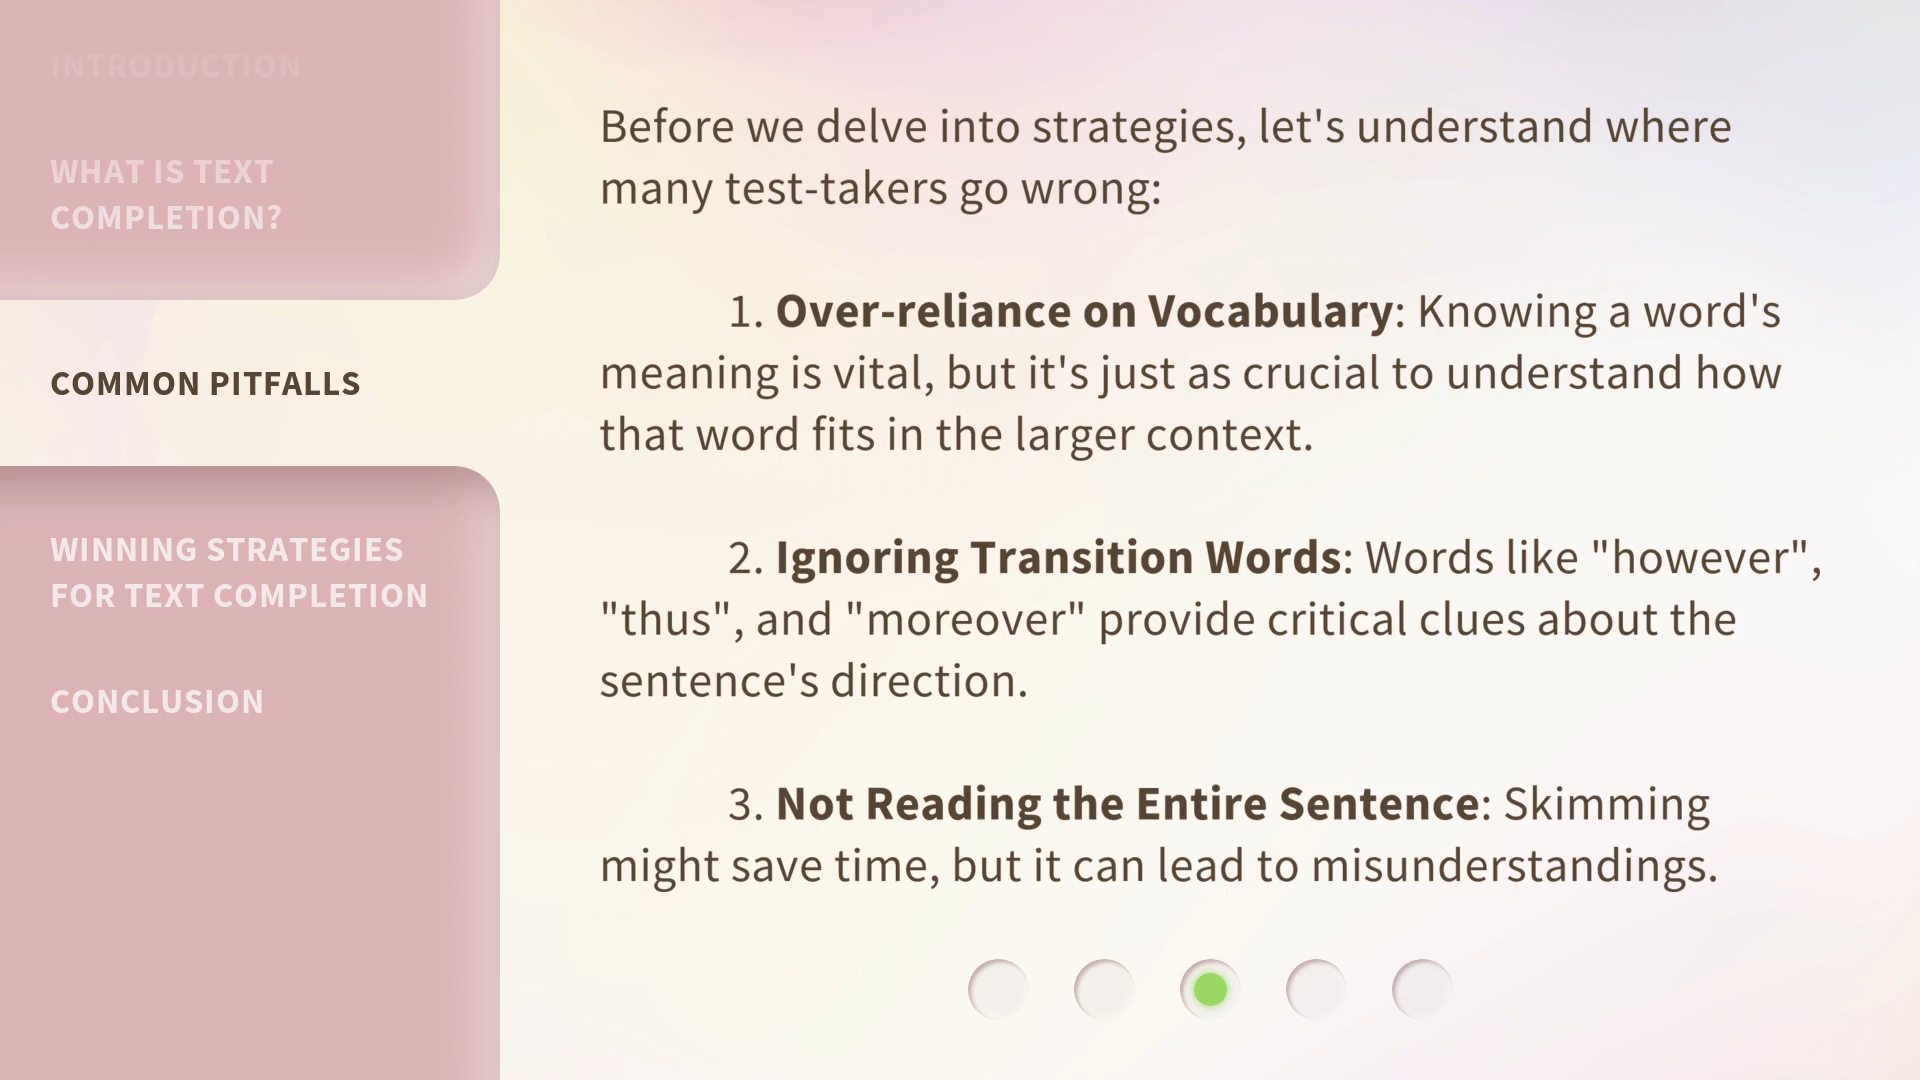 INTRODUCTION
WHAT IS TEXT
COMPLETION?
COMMON PITFALLS
WINNING STRATEGIES
FOR TEXT COMPLETION
CONCLUSION
Before we delve into strategies, let's understand where
many test-takers go wrong:
1. Over-reliance on Vocabulary: Knowing a word's
meaning is vital, but it's just as crucial to understand how
that word fits in the larger context.
2. Ignoring Transition Words: Words like "however",
"thus", and "moreover" provide critical clues about the
sentence's direction.
3. Not Reading the Entire Sentence: Skimming
might save time, but it can lead to misunderstandings.